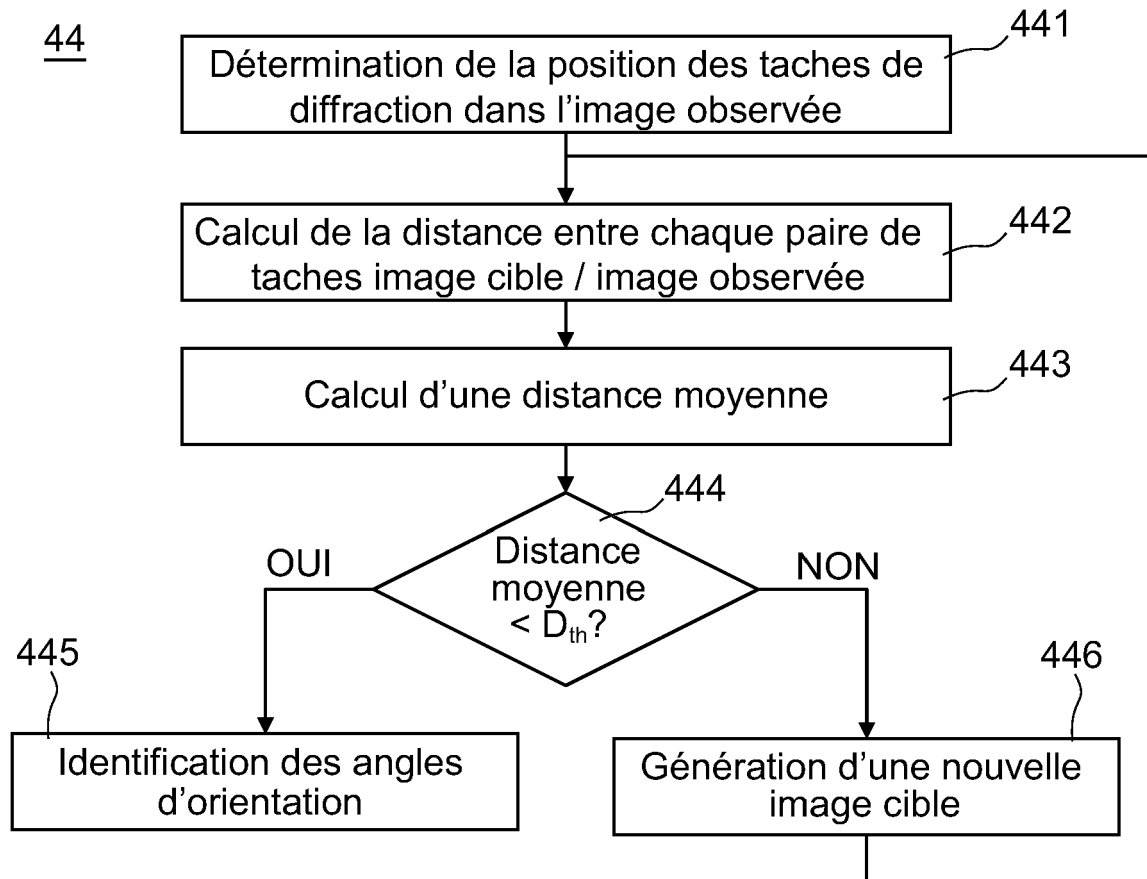 44
441
Détermination de la position des taches de
diffraction dans l'image observée
442
Calcul de la distance entre chaque paire de
taches image cible / image observée
443
Calcul d'une distance moyenne
444
Distance
moyenne
< Dth?
OUI
NON
445
Identification des angles
d'orientation
446
Génération d'une nouvelle
image cible